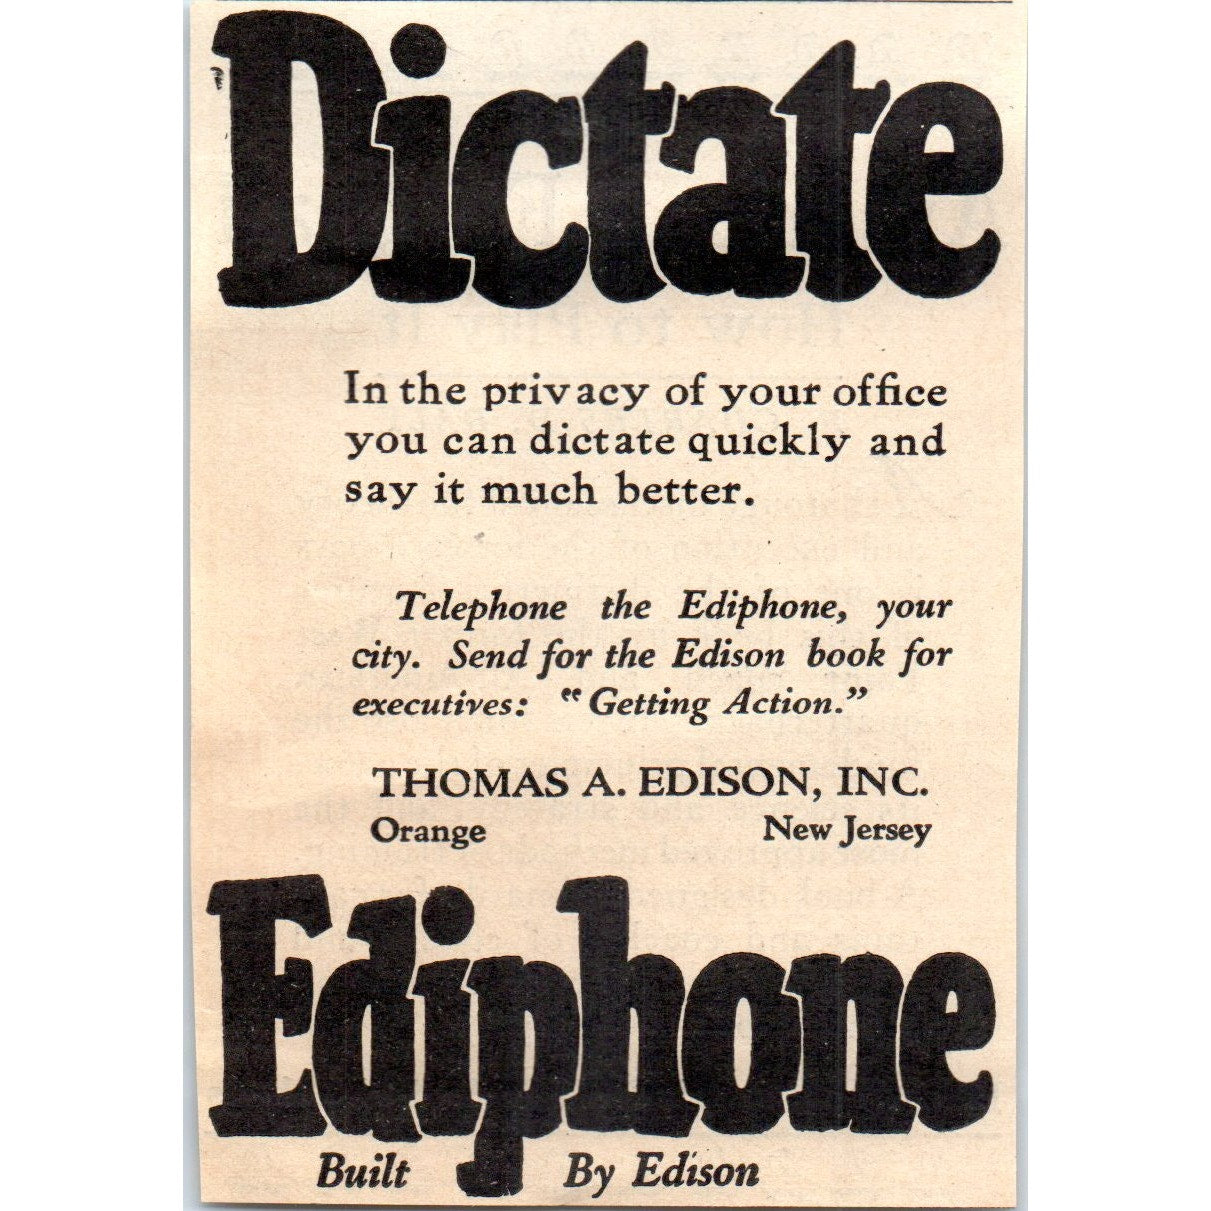 Dictate
In the privacy of your office
you can dictate quickly and
say it much better.
Telephone the Ediphone, your
city. Send for the Edison book for
executives: "Getting Action."
THOMAS A. EDISON, INC.
Orange New Jersey
Ediphone
Built By Edison